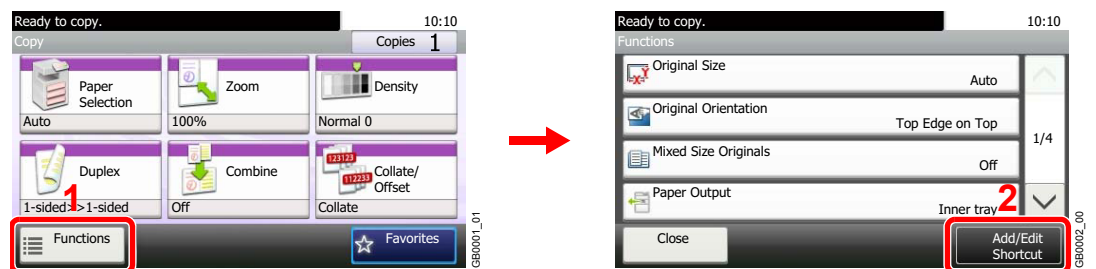 Ready to copy. 10:10
Copy Copies 1
Paper
Selection
Auto
Zoom
100%
Density
Normal 0
Duplex
1-sided>>1-sided
Combine
Off
123123
112233
Collate/
Offset
Collate
1
Functions
Favorites
GB0001_01
Ready to copy. 10:10
Functions
Original Size
Auto
Original Orientation
Top Edge on Top
Mixed Size Originals
Off
Paper Output
Inner tray
1/4
2
Close
Add/Edit
Shortcut
GB0002_00